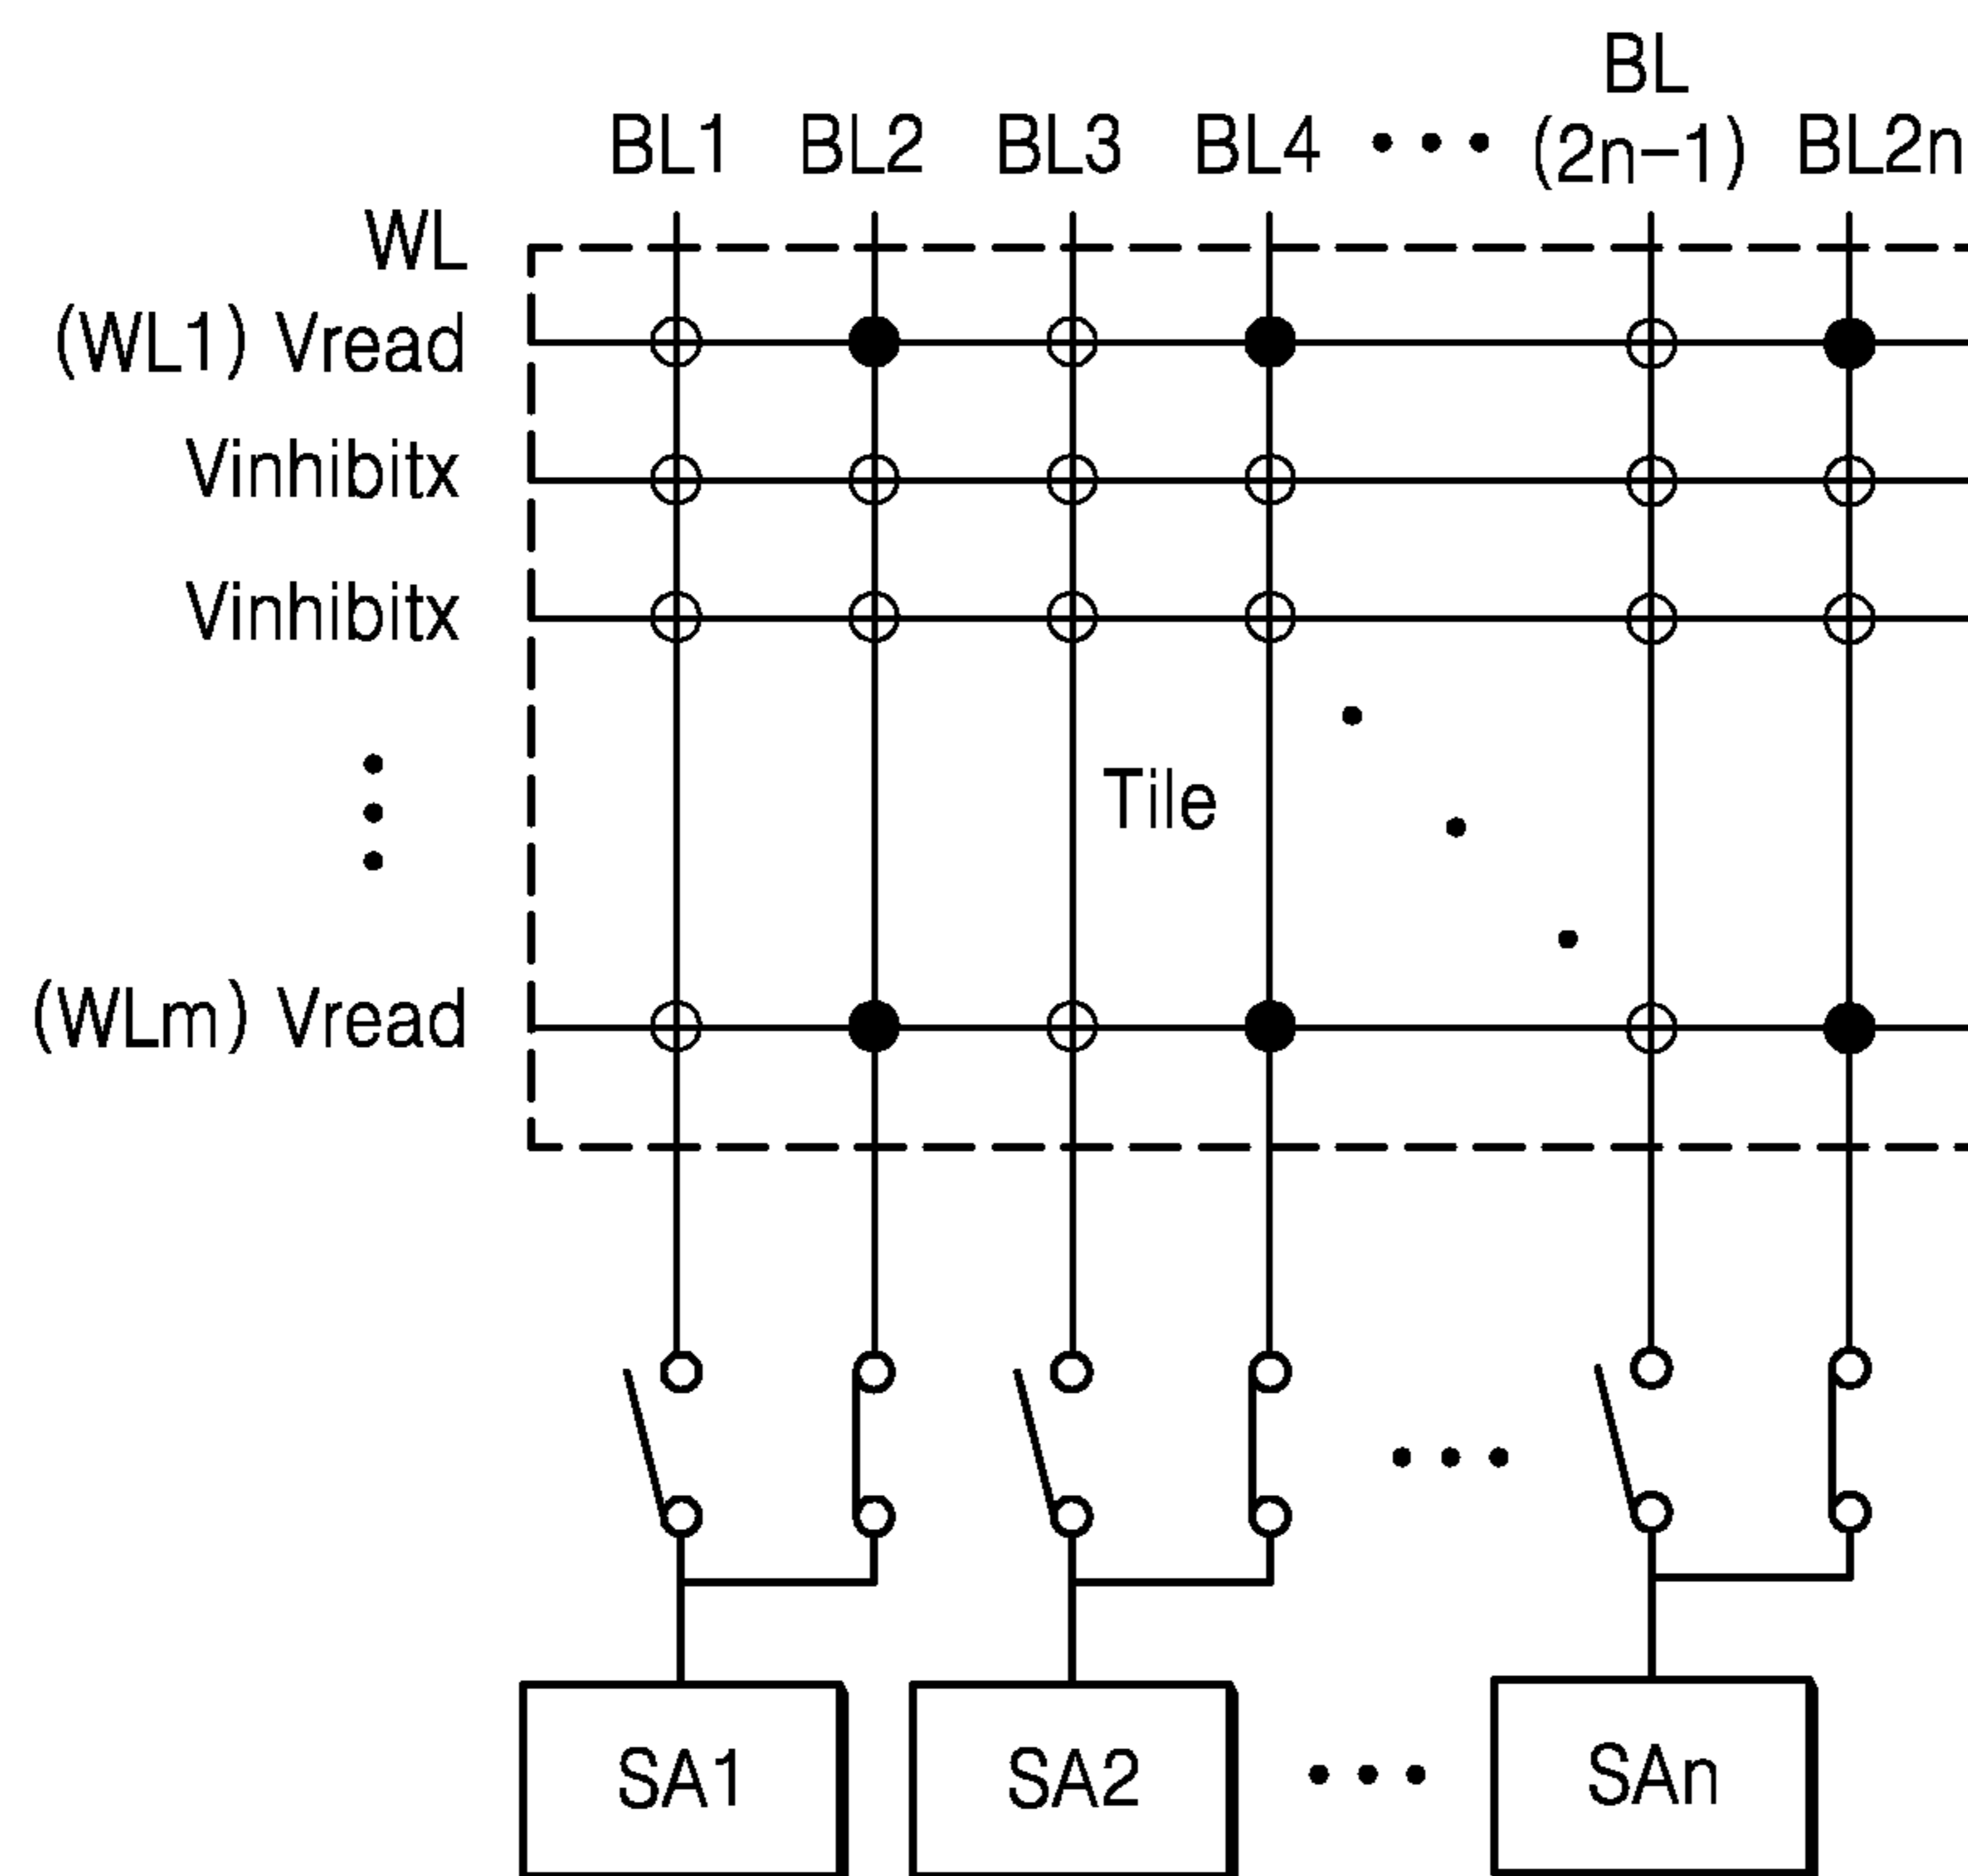 BL
BL1 BL2 BL3 BL4 ••• (2n-1) BL2n
WL
(WL1) Vread
Vinhibitx
Vinhibitx
Tile
(WLm) Vread
SA1 SA2 ••• SAn